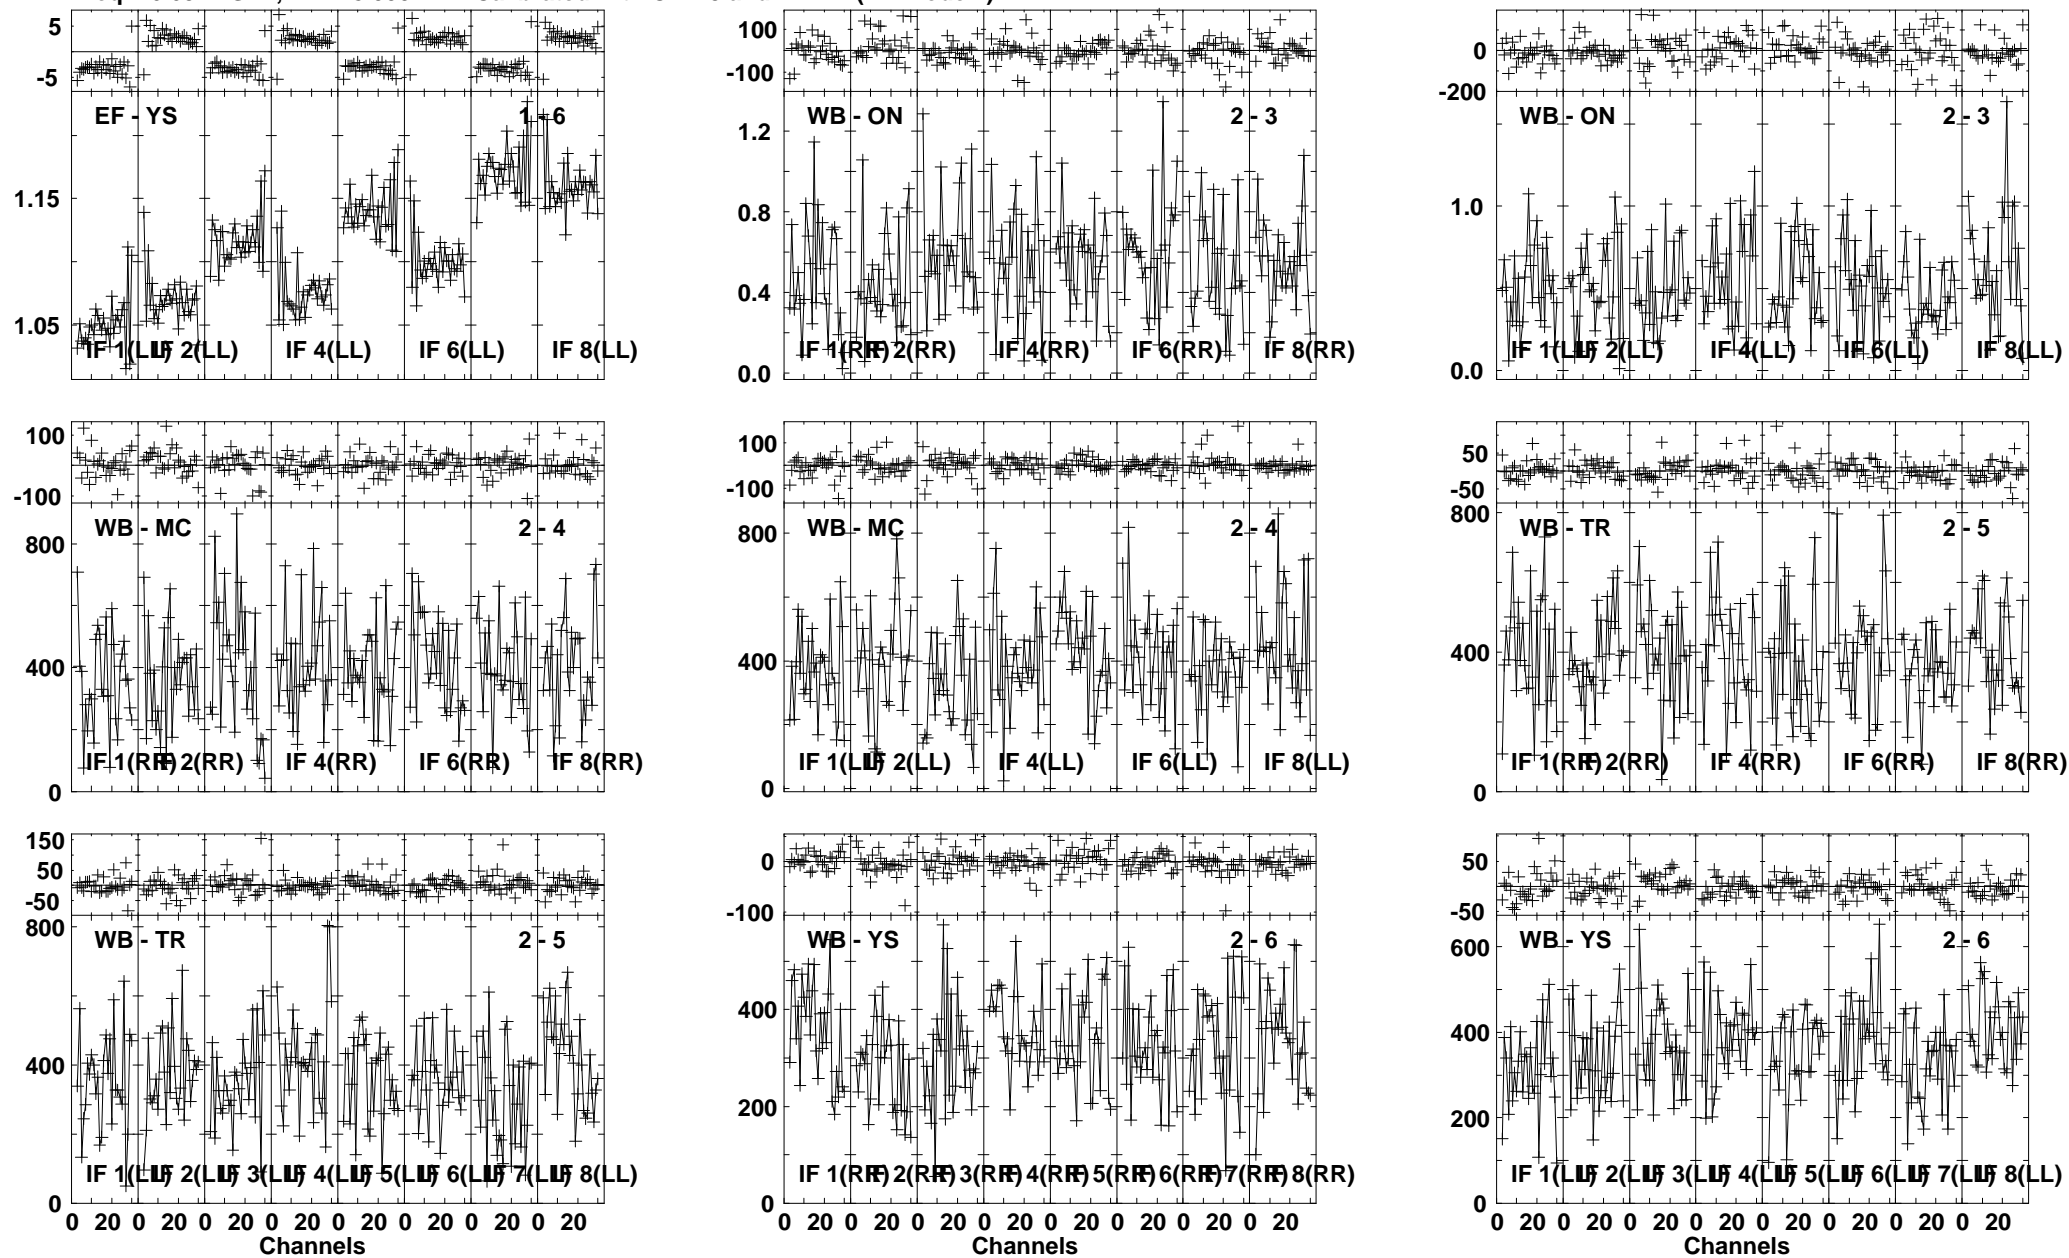 5
-5
EF - YS 1 - 6
1.15
1.05
IF 1(LL) IF 2(LL) IF 4(LL) IF 6(LL) IF 8(LL)
100
-100
WB - ON 2 - 3
1.2
0.8
0.4
0.0
IF 1(RR) IF 2(RR) IF 4(RR) IF 6(RR) IF 8(RR)
0
-200
WB - ON 2 - 3
1.0
0.0
IF 1(LL) IF 2(LL) IF 4(LL) IF 6(LL) IF 8(LL)
100
-100
WB - MC 2 - 4
800
400
0
IF 1(RR) IF 2(RR) IF 4(RR) IF 6(RR) IF 8(RR)
100
-100
WB - MC 2 - 4
800
400
0
IF 1(LL) IF 2(LL) IF 4(LL) IF 6(LL) IF 8(LL)
50
-50
WB - TR 2 - 5
800
400
0
IF 1(RR) IF 2(RR) IF 4(RR) IF 6(RR) IF 8(RR)
150
50
-50
WB - TR 2 - 5
800
400
0
IF 1(LL) IF 2(LL) IF 3(LL) IF 4(LL) IF 5(LL) IF 6(LL) IF 7(LL) IF 8(LL)
0 20 0 20 0 20 0 20 0 20 0 20 0 20 0 20
Channels
0
-100
WB - YS 2 - 6
400
200
0
IF 1(RR) IF 2(RR) IF 3(RR) IF 4(RR) IF 5(RR) IF 6(RR) IF 7(RR) IF 8(RR)
0 20 0 20 0 20 0 20 0 20 0 20 0 20 0 20
Channels
50
-50
WB - YS 2 - 6
600
400
200
0
IF 1(LL) IF 2(LL) IF 3(LL) IF 4(LL) IF 5(LL) IF 6(LL) IF 7(LL) IF 8(LL)
0 20 0 20 0 20 0 20 0 20 0 20 0 20 0 20
Channels